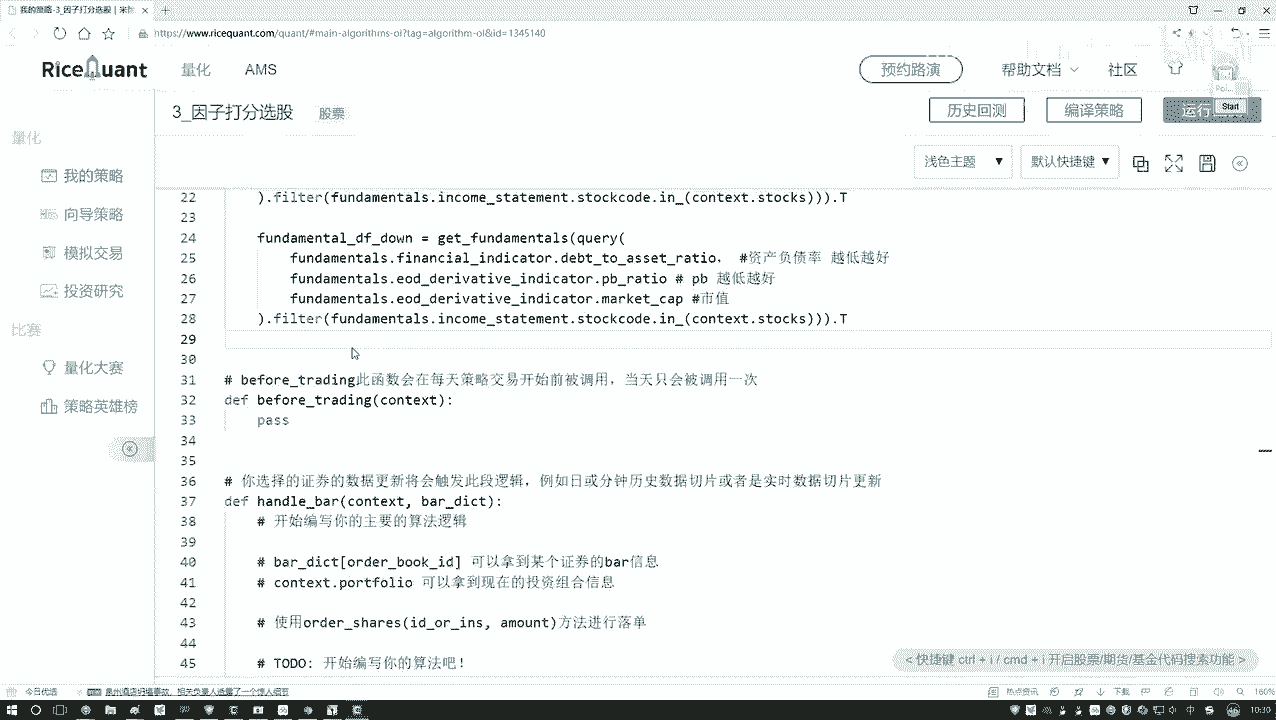 我的策略-3_因子打分选股 | 米
https://www.ricequant.com/quant/#main-algorithms-ol?tag=algorithm-ol&id=1345140
RiceQuant 量化 AMS 预约路演 帮助文档 社区
3_因子打分选股 股票 历史回测 编译策略 运行 Start
浅色主题 ▼ 默认快捷键 ▼
量化
我的策略
向导策略
模拟交易
投资研究
比赛
量化大赛
策略英雄榜
22 ).filter(fundamentals.income_statement.stockcode.in_(context.stocks))).T
23
24 fundamental_df_down = get_fundamentals(query(
25 fundamentals.financial_indicator.debt_to_asset_ratio， #资产负债率 越低越好
26 fundamentals.eod_derivative_indicator.pb_ratio # pb 越低越好
27 fundamentals.eod_derivative_indicator.market_cap #市值
28 ).filter(fundamentals.income_statement.stockcode.in_(context.stocks))).T
29
30
31 # before_trading此函数会在每天策略交易开始前被调用，当天只会被调用一次
32 def before_trading(context):
33 pass
34
35
36 # 你选择的证券的数据更新将会触发此段逻辑，例如日或分钟历史数据切片或者是实时数据切片更新
37 def handle_bar(context, bar_dict):
38 # 开始编写你的主要的算法逻辑
39
40 # bar_dict[order_book_id] 可以拿到某个证券的bar信息
41 # context.portfolio 可以拿到现在的投资组合信息
42
43 # 使用order_shares(id_or_ins, amount)方法进行落单
44
45 # TODO: 开始编写你的算法吧！
< 快捷键 ctrl + i / cmd + i 开启股票/期货/基金代码搜索功能 >
今日优选 热点资讯 下载 160%
中 10:30